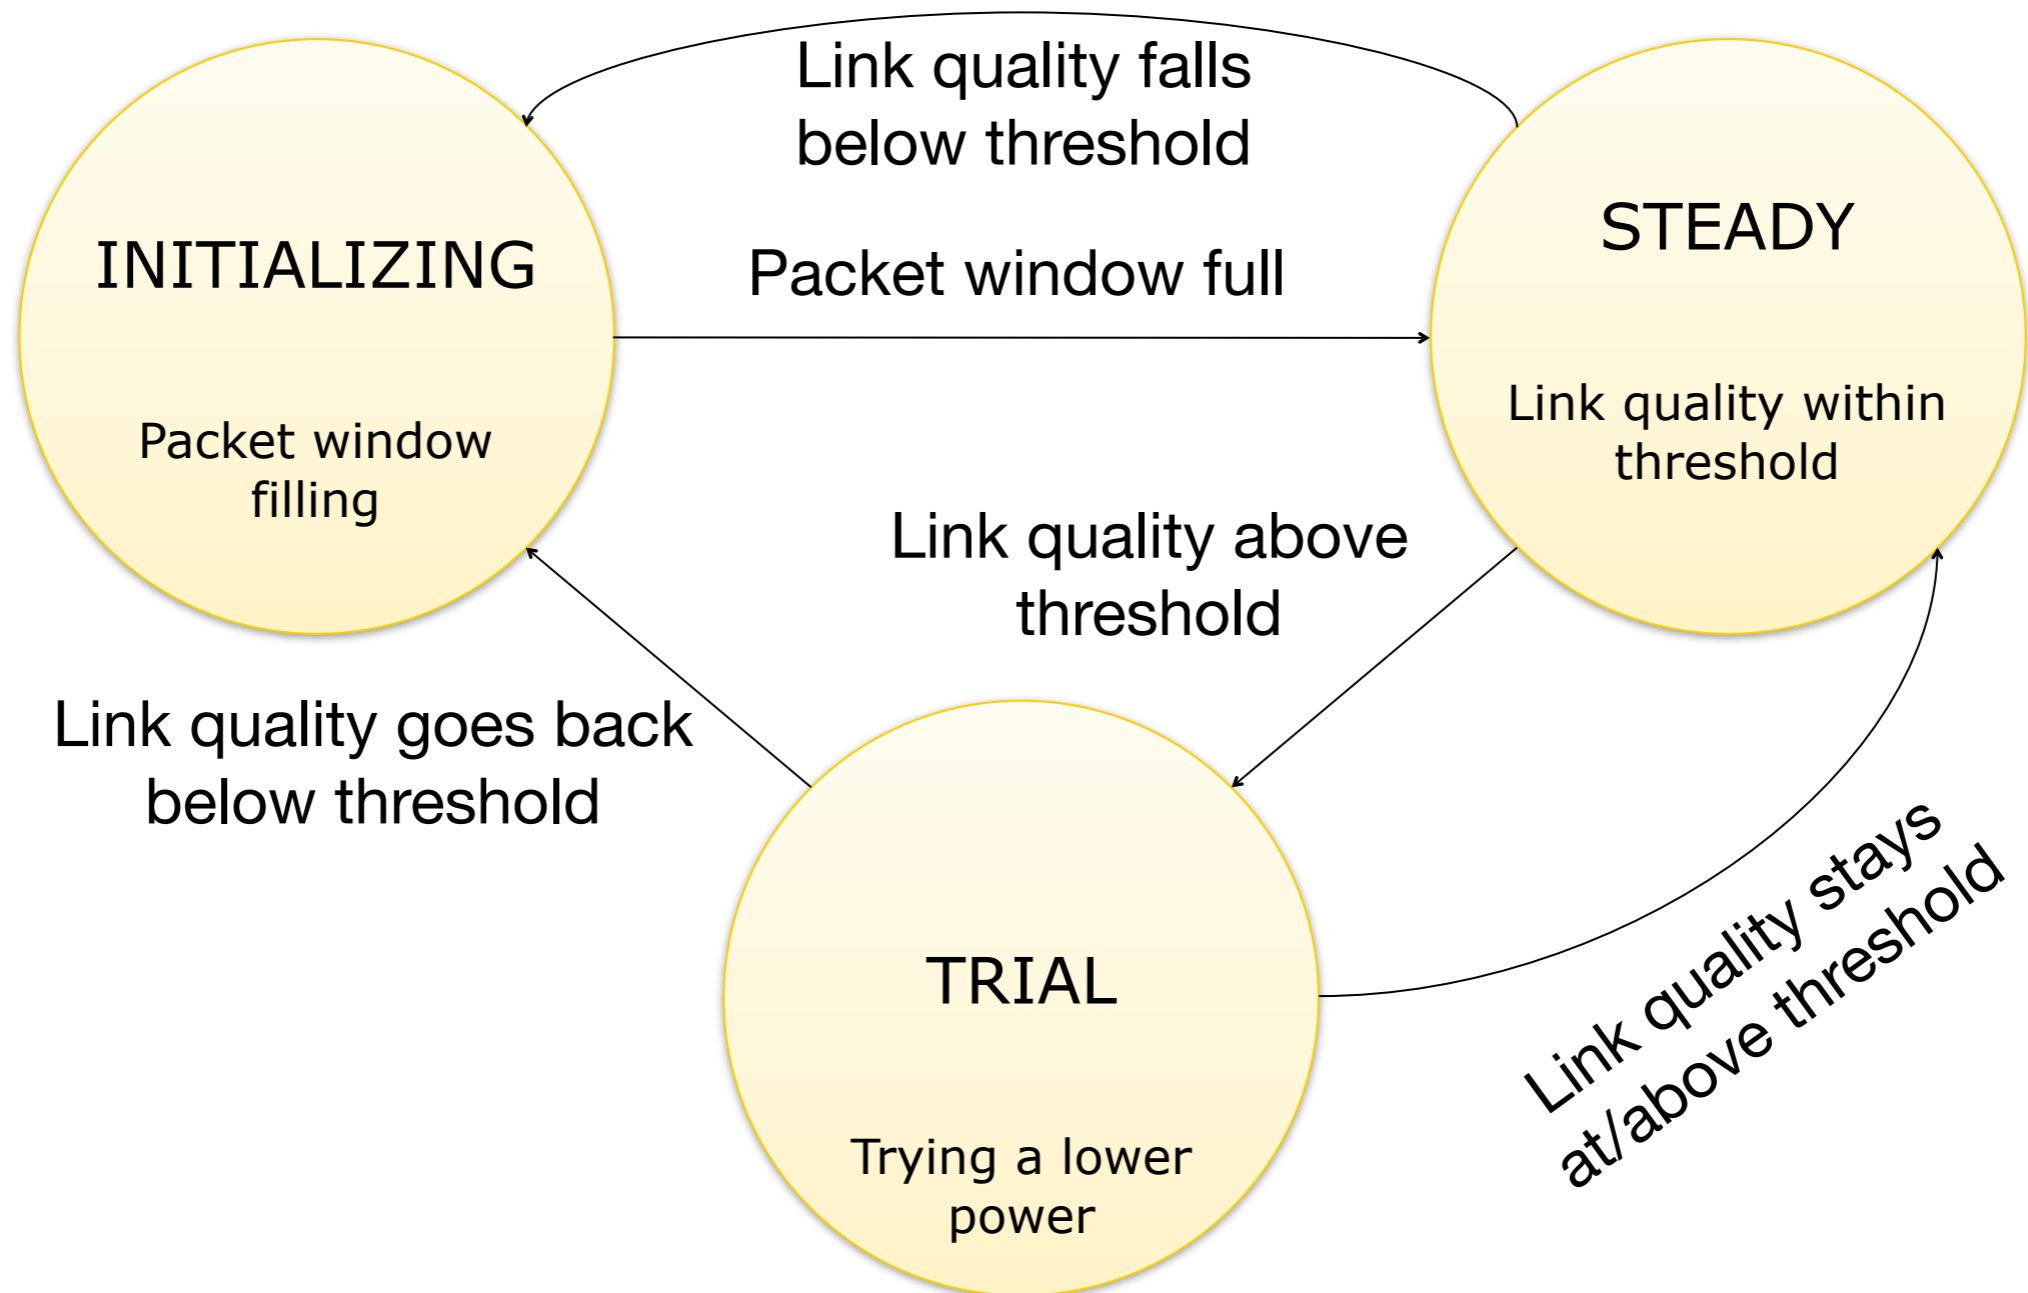 Link quality falls
below threshold
INITIALIZING
Packet window
filling
Packet window full
STEADY
Link quality within
threshold
Link quality above
threshold
Link quality goes back
below threshold
TRIAL
Trying a lower
power
Link quality stays
at/above threshold